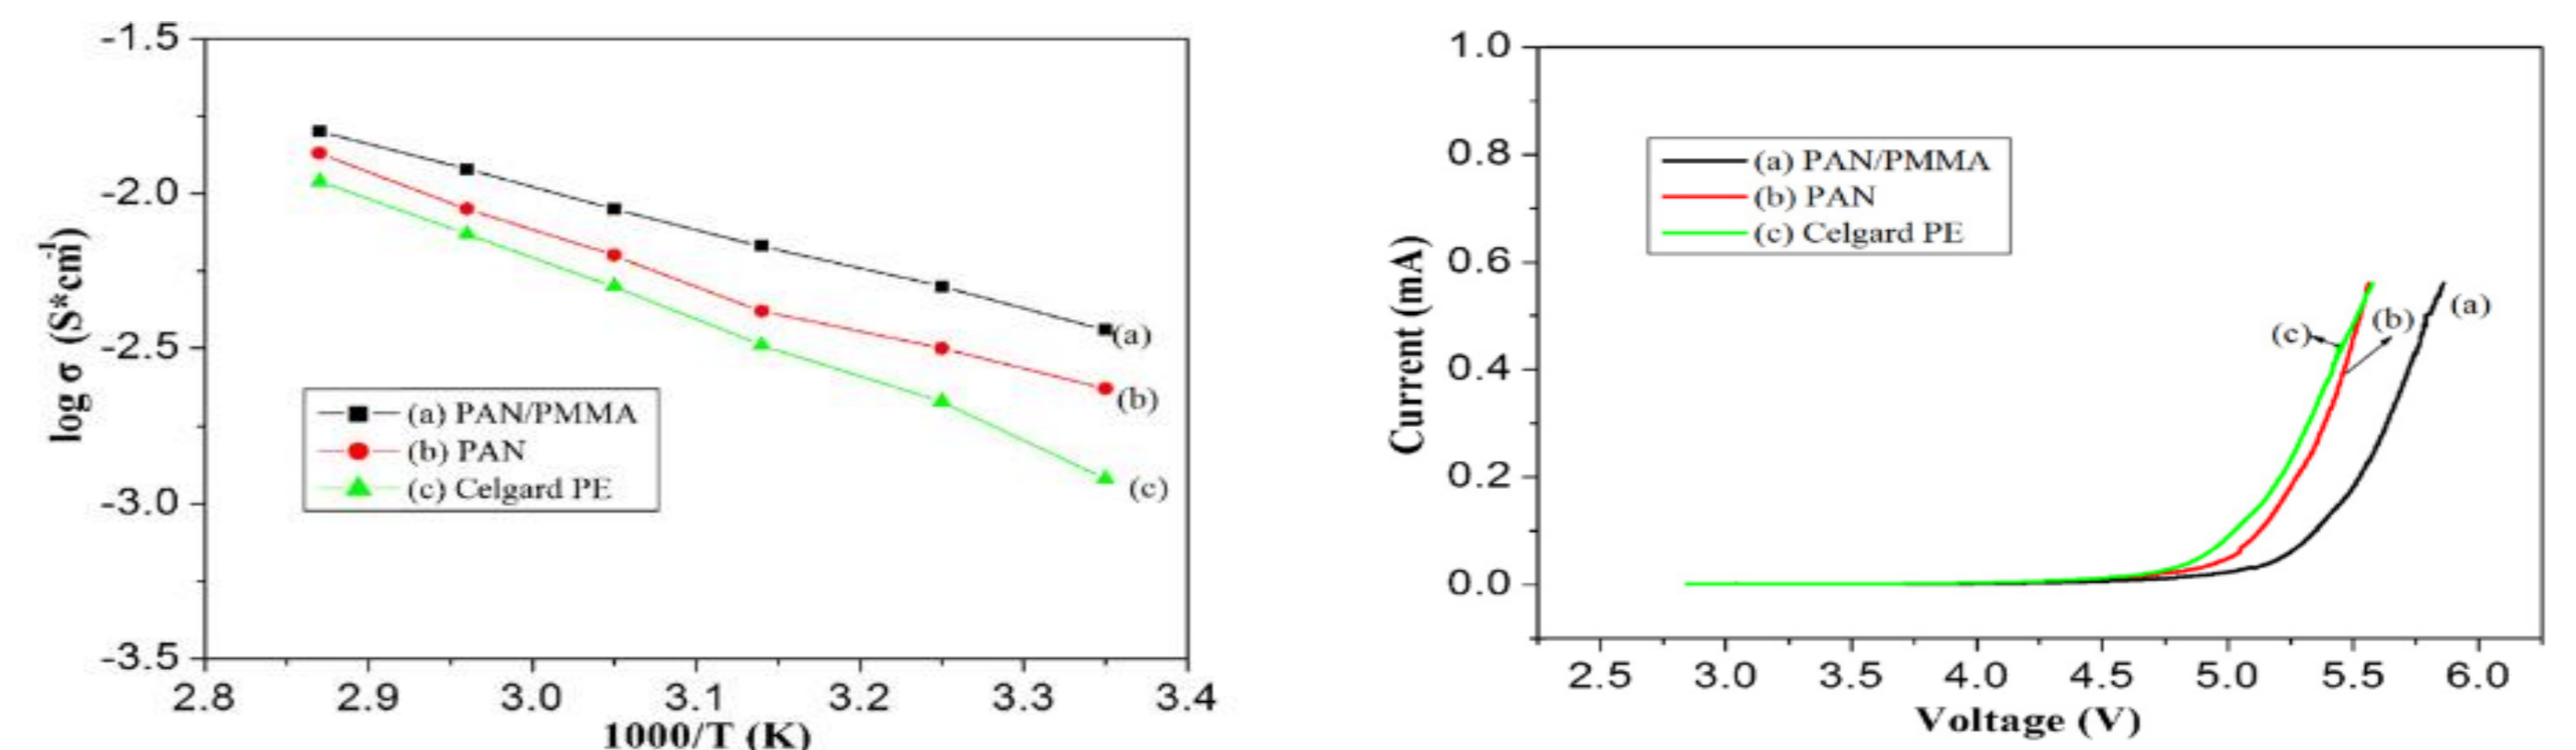 -1.5
-2.0
-2.5
-3.0
-3.5
log σ (S*cm-1)
(a) PAN/PMMA
(b) PAN
(c) Celgard PE
(a)
(b)
(c)
2.8 2.9 3.0 3.1 3.2 3.3 3.4
1000/T (K)
1.0
0.8
0.6
0.4
0.2
0.0
Current (mA)
(a) PAN/PMMA
(b) PAN
(c) Celgard PE
(c)
(b)
(a)
2.5 3.0 3.5 4.0 4.5 5.0 5.5 6.0
Voltage (V)